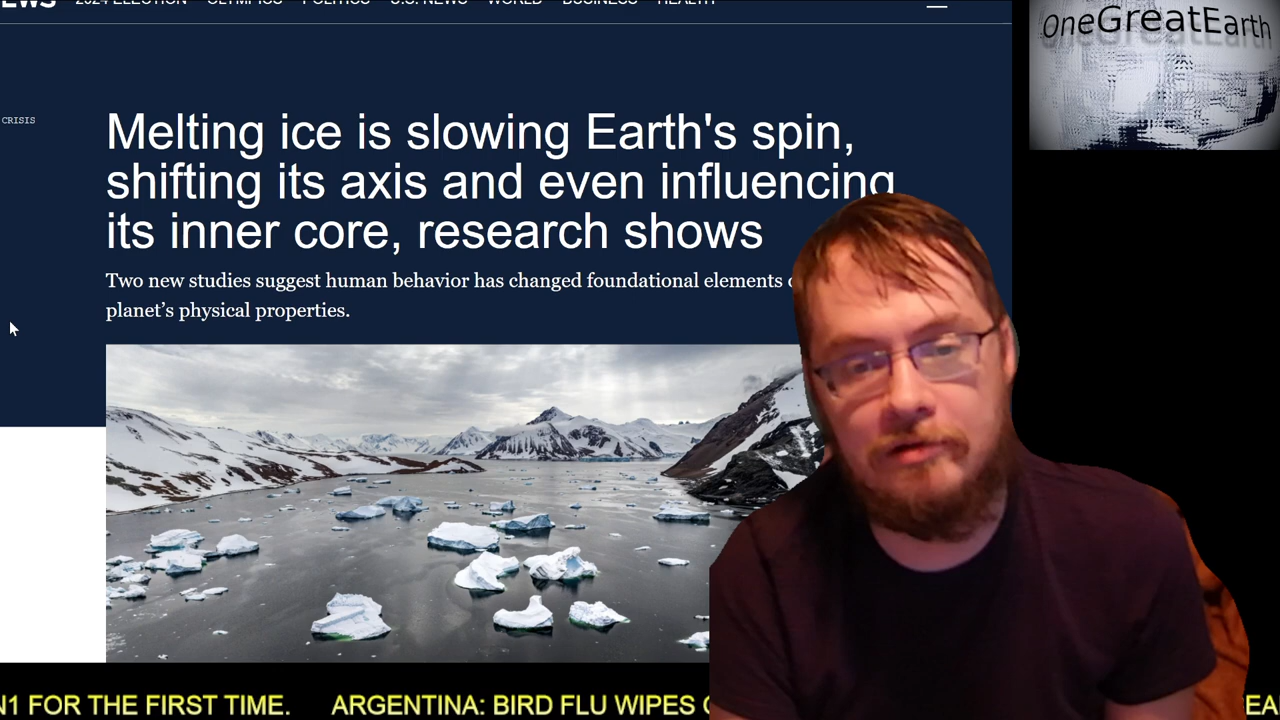 2024 ELECTION OLYMPICS POLITICS U.S. NEWS WORLD BUSINESS HEALTH
OneGreatEarth
CRISIS
Melting ice is slowing Earth's spin,
shifting its axis and even influencing
its inner core, research shows
Two new studies suggest human behavior has changed foundational elements
planet’s physical properties.
N1 FOR THE FIRST TIME. ARGENTINA: BIRD FLU WIPES